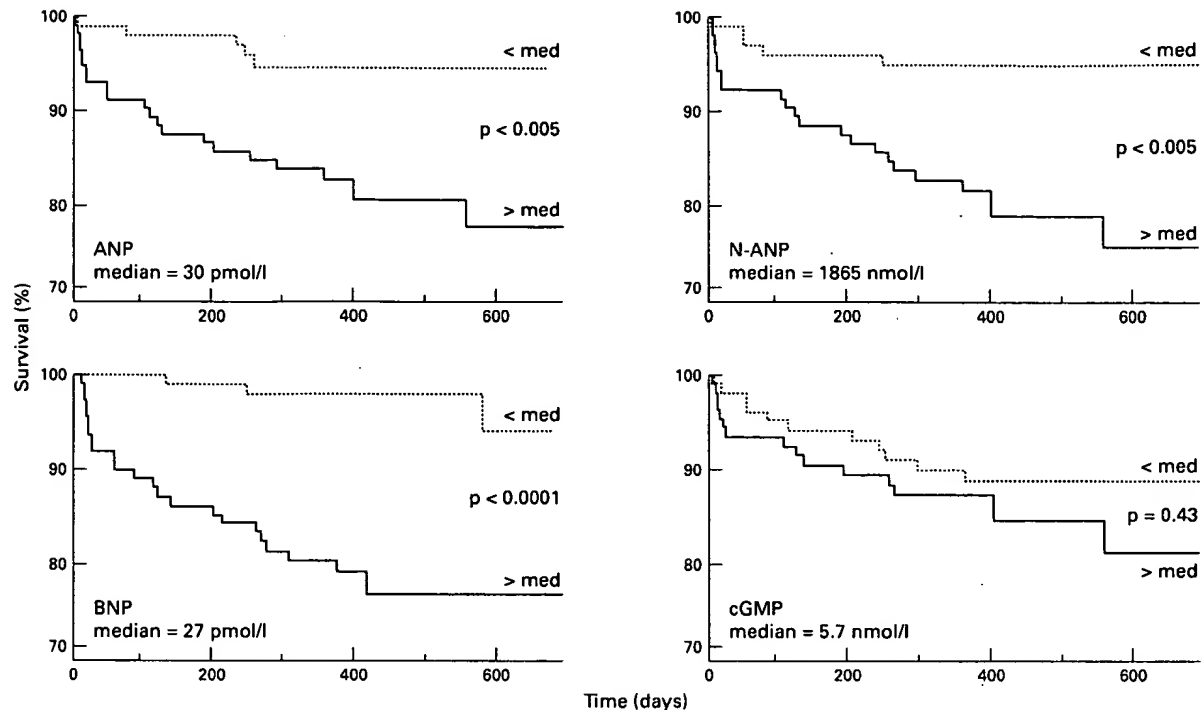 100
90
80
70
< med
p < 0.005
> med
ANP
median = 30 pmol/l
0
200
400
600
100
90
80
70
< med
p < 0.005
> med
N-ANP
median = 1865 nmol/l
0
200
400
600
Survival (%)
100
90
80
70
< med
p < 0.0001
> med
BNP
median = 27 pmol/l
0
200
400
600
100
90
80
70
< med
p = 0.43
> med
cGMP
median = 5.7 nmol/l
0
200
400
600
Time (days)